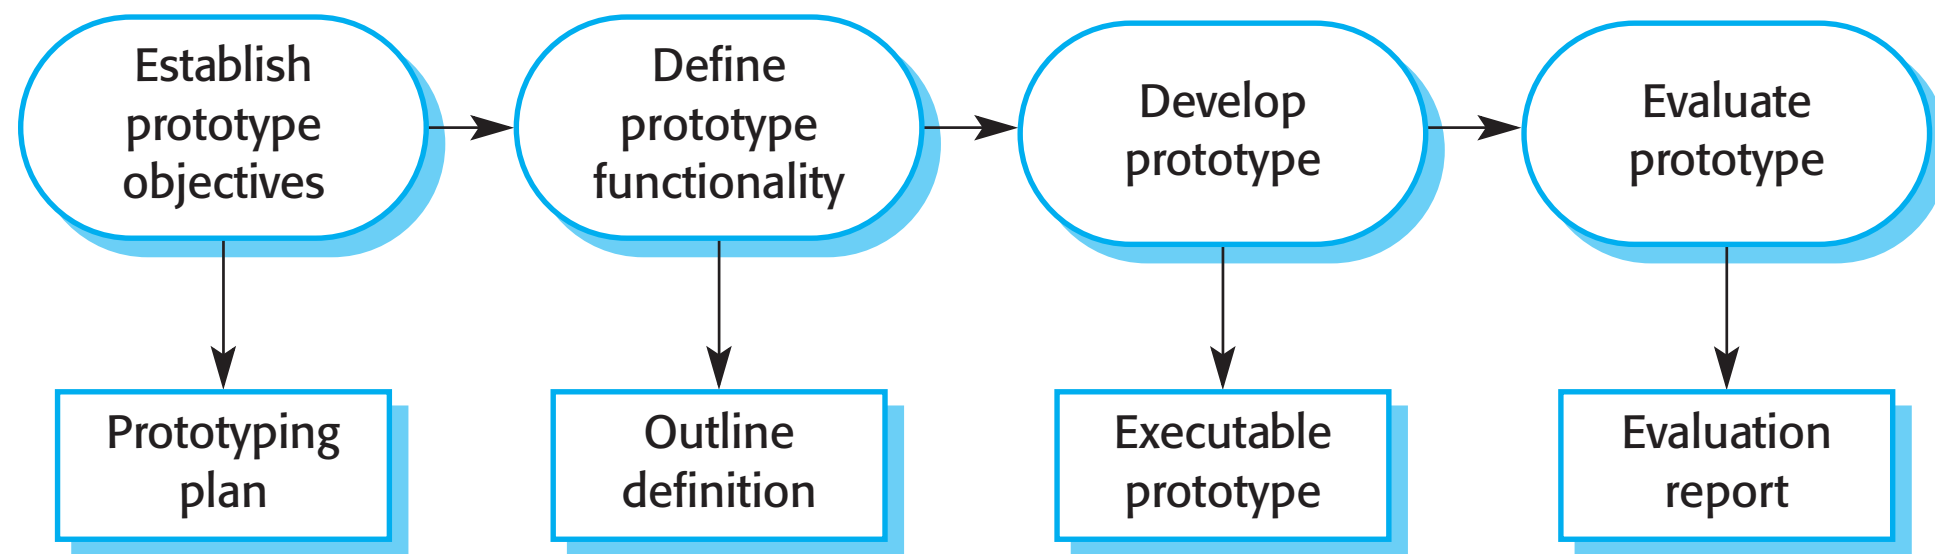 Establish
prototype
objectives
Define
prototype
functionality
Develop
prototype
Evaluate
prototype
Prototyping
plan
Outline
definition
Executable
prototype
Evaluation
report